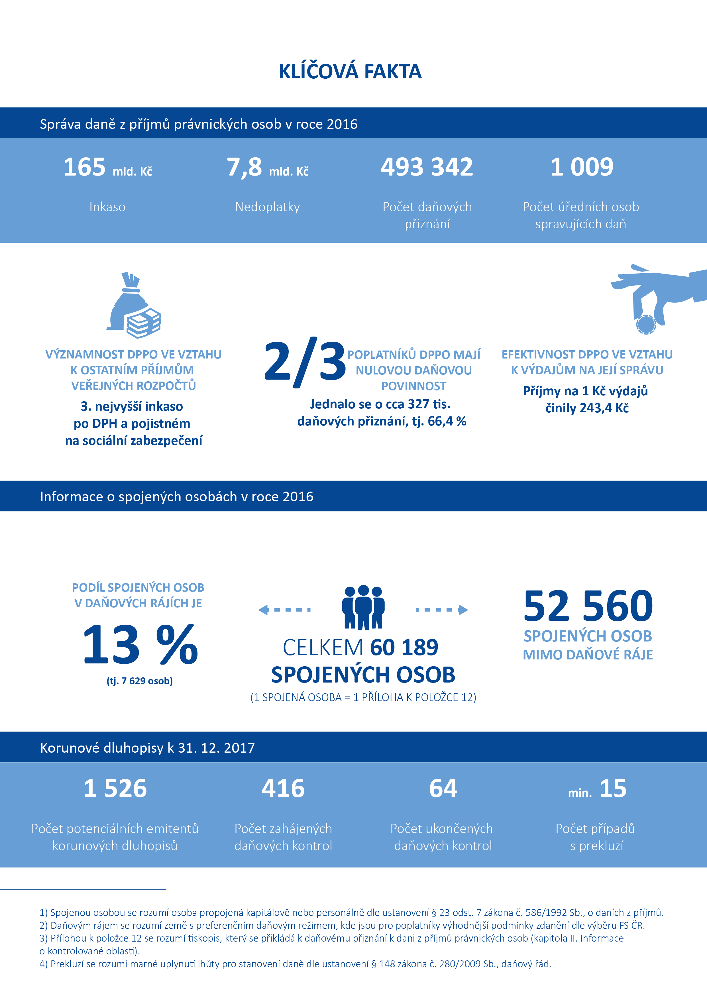 KLÍČOVÁ FAKTA
Správa daně z příjmů právnických osob v roce 2016
165 mld. Kč
Inkaso
7,8 mld. Kč
Nedoplatky
493 342
Počet daňových
přiznání
1 009
Počet úředních osob
spravujících daň
VÝZNAMNOST DPPO VE VZTAHU
K OSTATNÍM PŘÍJMŮM
VEŘEJNÝCH ROZPOČTŮ
3. nejvyšší inkaso
po DPH a pojistném
na sociální zabezpečení
2/3 POPLATNÍKŮ DPPO MAJÍ
NULOVOU DAŇOVOU
POVINNOST
Jednalo se o cca 327 tis.
daňových přiznání, tj. 66,4 %
EFEKTIVNOST DPPO VE VZTAHU
K VÝDAJŮM NA JEJÍ SPRÁVU
Příjmy na 1 Kč výdajů
činily 243,4 Kč
Informace o spojených osobách v roce 2016
PODÍL SPOJENÝCH OSOB
V DAŇOVÝCH RÁJÍCH JE
13 %
(tj. 7 629 osob)
CELKEM 60 189
SPOJENÝCH OSOB
(1 SPOJENÁ OSOBA = 1 PŘÍLOHA K POLOŽCE 12)
52 560
SPOJENÝCH OSOB
MIMO DAŇOVÉ RÁJE
Korunové dluhopisy k 31. 12. 2017
1 526
Počet potenciálních emitentů
korunových dluhopisů
416
Počet zahájených
daňových kontrol
64
Počet ukončených
daňových kontrol
min. 15
Počet případů
s prekluzí
1) Spojenou osobou se rozumí osoba propojená kapitálově nebo personálně dle ustanovení § 23 odst. 7 zákona č. 586/1992 Sb., o daních z příjmů.
2) Daňovým rájem se rozumí země s preferenčním daňovým režimem, kde jsou pro poplatníky výhodnější podmínky zdanění dle výběru FS ČR.
3) Přílohou k položce 12 se rozumí tiskopis, který se přikládá k daňovému přiznání k dani z příjmů právnických osob (kapitola II. Informace
o kontrolované oblasti).
4) Prekluzí se rozumí marné uplynutí lhůty pro stanovení daně dle ustanovení § 148 zákona č. 280/2009 Sb., daňový řád.